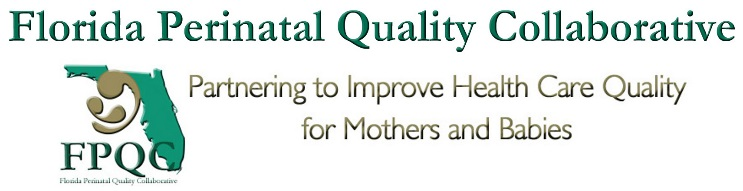 Florida Perinatal Quality Collaborative
Partnering to Improve Health Care Quality
for Mothers and Babies
FPQC
Florida Perinatal Quality Collaborative